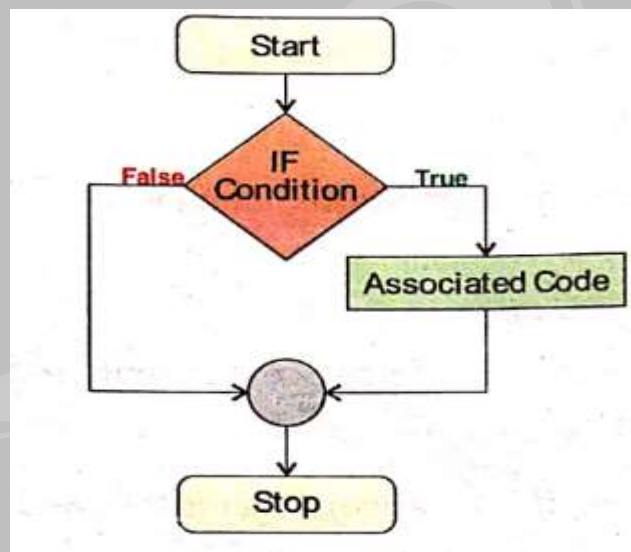 Start
IF
Condition
False
True
Associated Code
Stop